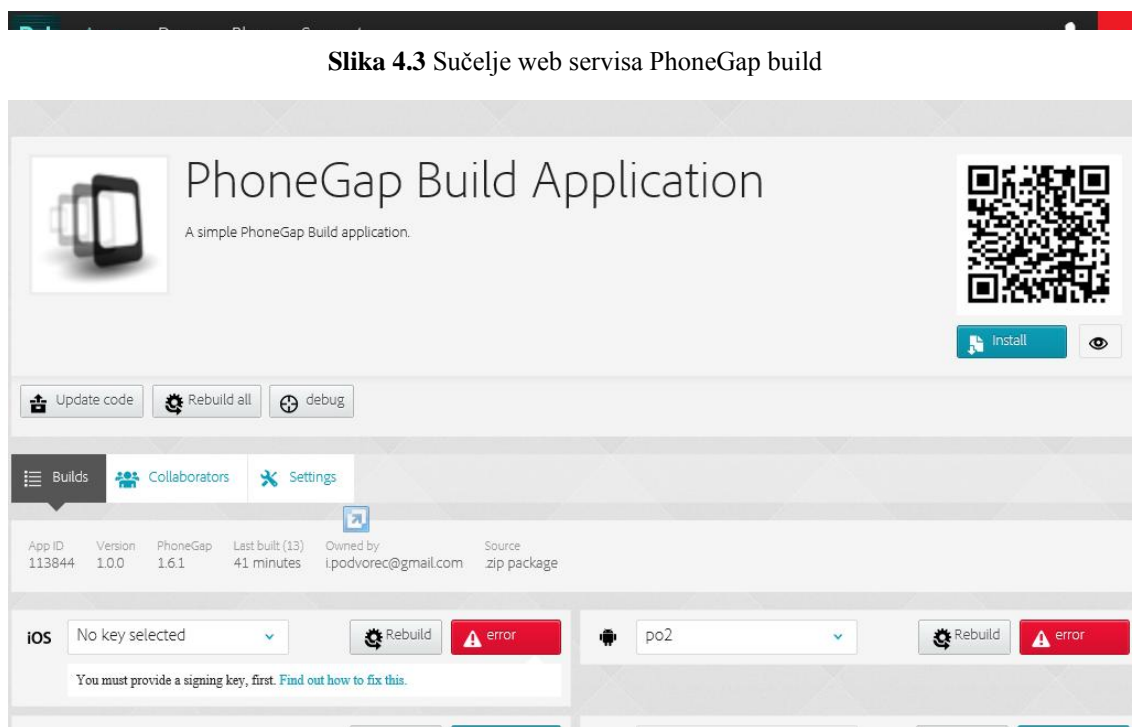 Slika 4.3 Sučelje web servisa PhoneGap build
PhoneGap Build Application
A simple PhoneGap Build application.
Install
Update code
Rebuild all
debug
Builds
Collaborators
Settings
App ID Version PhoneGap Last built (13) Owned by Source
113844 1.0.0 1.6.1 41 minutes i.podvorec@gmail.com .zip package
iOS No key selected Rebuild error po2 Rebuild error
You must provide a signing key, first. Find out how to fix this.